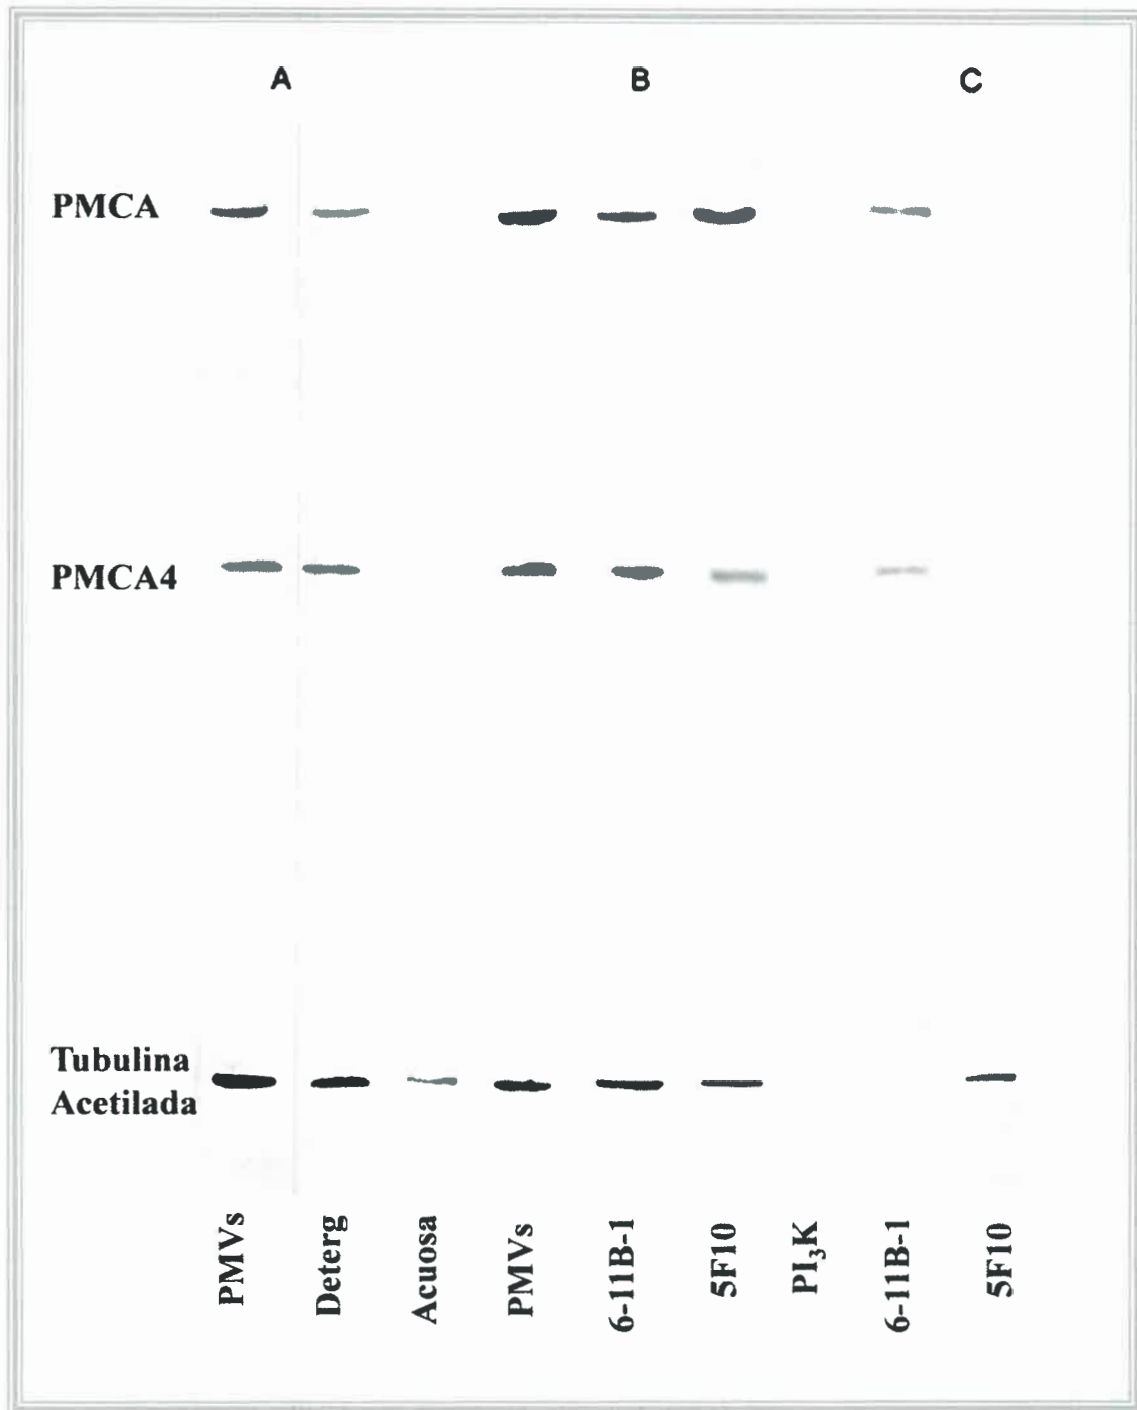 A B C
PMCA
PMCA4
Tubulina
Acetilada
PMVs Deterg Acuosa PMVs 6-11B-1 5F10 PI₃K 6-11B-1 5F10